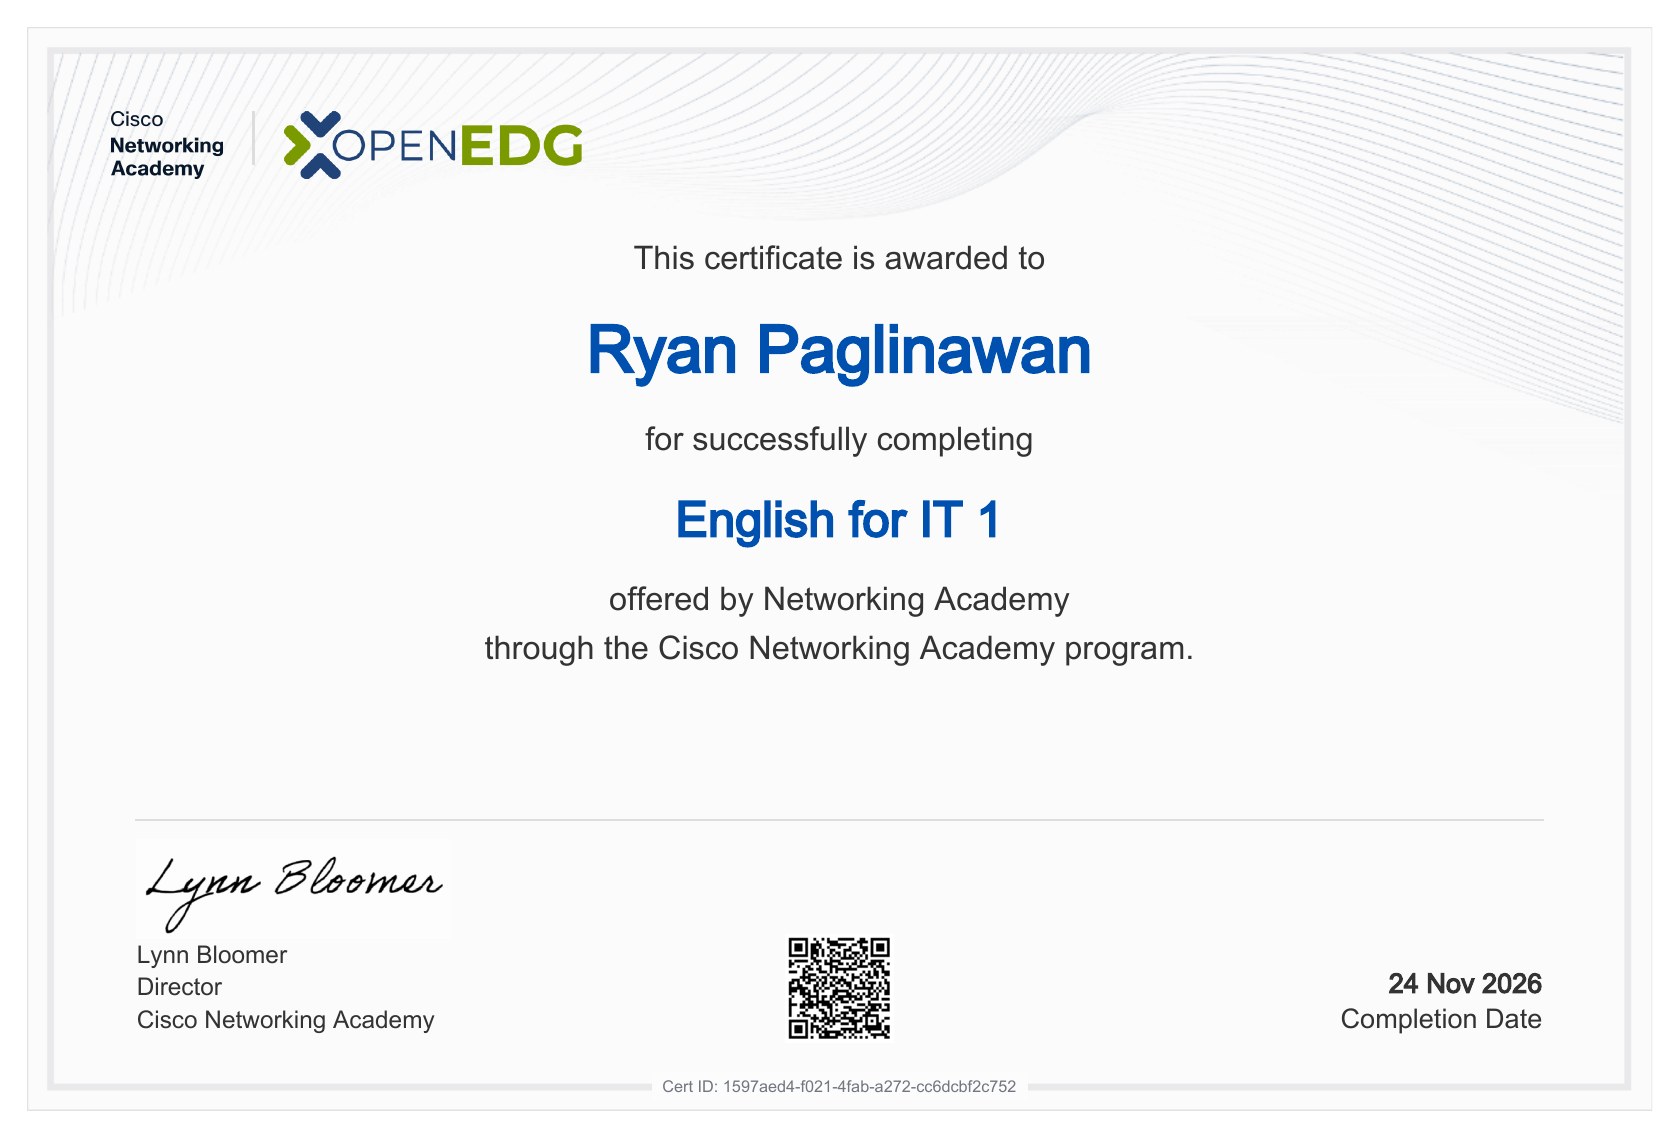 Cisco
Networking
Academy
OPENEDG
This certificate is awarded to
Ryan Paglinawan
for successfully completing
English for IT 1
offered by Networking Academy
through the Cisco Networking Academy program.
Lynn Bloomer
Lynn Bloomer
Director
Cisco Networking Academy
24 Nov 2026
Completion Date
Cert ID: 1597aed4-f021-4fab-a272-cc6dcbf2c752